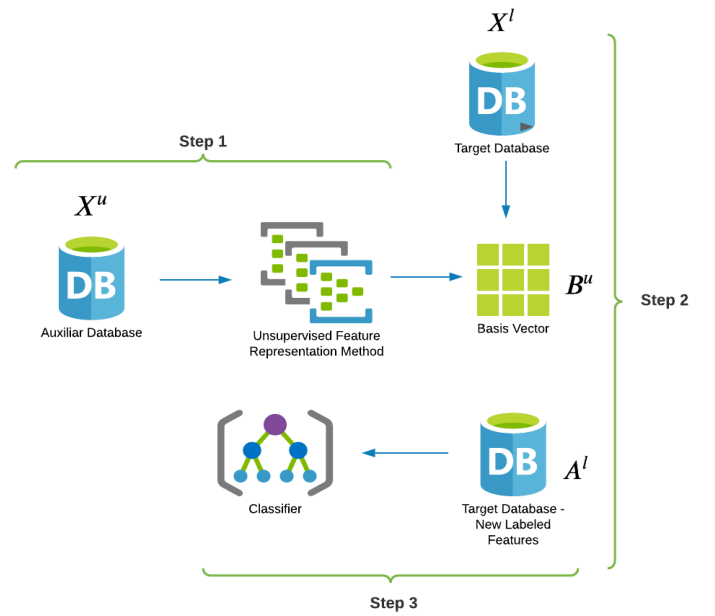 X^l
DB
Target Database
Step 1
X^u
DB
Auxiliar Database
Unsupervised Feature
Representation Method
Basis Vector
B^u
Step 2
Classifier
DB
A^l
Target Database -
New Labeled
Features
Step 3